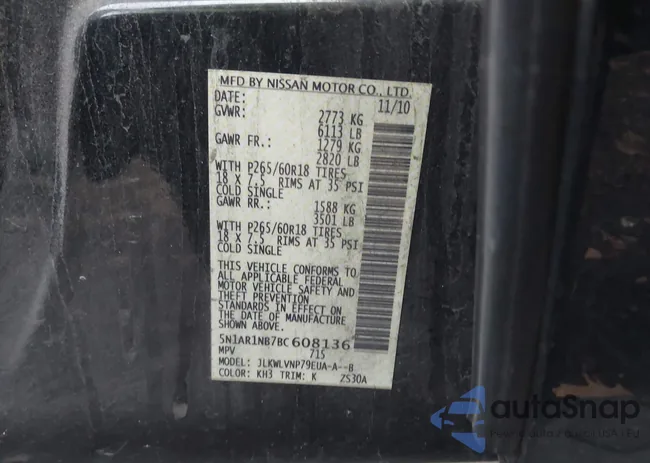 MFD BY NISSAN MOTOR CO., LTD.
DATE: 11/10
GVWR: 2773 KG
6113 LB
GAWR FR.: 1279 KG
2820 LB
WITH P265/60R18 TIRES
18 X 7.5 RIMS AT 35 PSI
COLD SINGLE
GAWR RR.: 1588 KG
3501 LB
WITH P265/60R18 TIRES
18 X 7.5 RIMS AT 35 PSI
COLD SINGLE
THIS VEHICLE CONFORMS TO
ALL APPLICABLE FEDERAL
MOTOR VEHICLE SAFETY AND
THEFT PREVENTION
STANDARDS IN EFFECT ON
THE DATE OF MANUFACTURE
SHOWN ABOVE.
5N1AR1NB7BC608136
MPV 715
MODEL: JLKWLVNP79EUA-A--B
COLOR: KH3 TRIM: K ZS30A
autoSnap